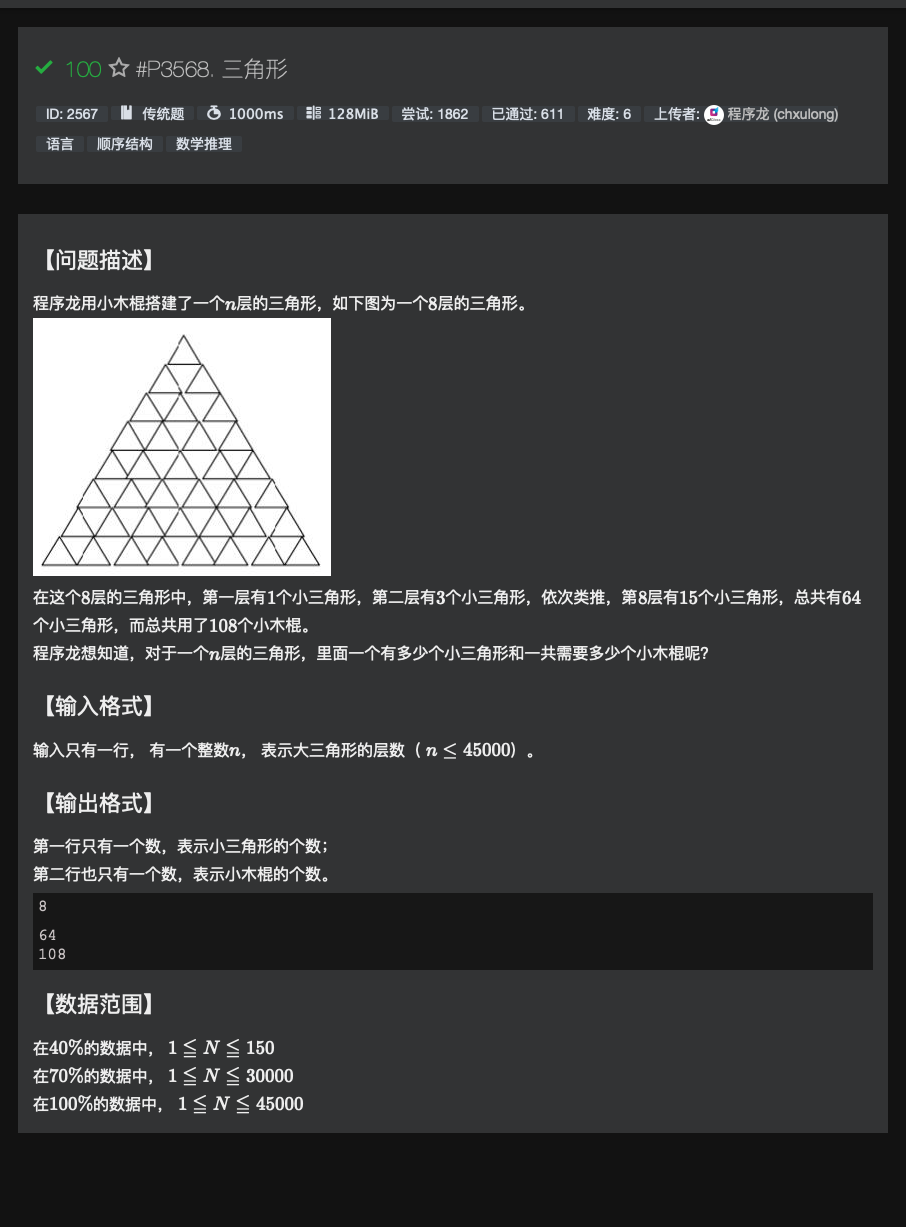 100 #P3568. 三角形
ID: 2567 传统题 1000ms 128MiB 尝试: 1862 已通过: 611 难度: 6 上传者: 程序龙 (chxulong)
语言 顺序结构 数学推理
【问题描述】
程序龙用小木棍搭建了一个n层的三角形，如下图为一个8层的三角形。
在这个8层的三角形中，第一层有1个小三角形，第二层有3个小三角形，依次类推，第8层有15个小三角形，总共有64
个小三角形，而总共用了108个小木棍。
程序龙想知道，对于一个n层的三角形，里面一个有多少个小三角形和一共需要多少个小木棍呢?
【输入格式】
输入只有一行， 有一个整数n， 表示大三角形的层数（ n ≤ 45000）。
【输出格式】
第一行只有一个数，表示小三角形的个数；
第二行也只有一个数，表示小木棍的个数。
8
64
108
【数据范围】
在40%的数据中， 1 ≦ N ≦ 150
在70%的数据中， 1 ≦ N ≦ 30000
在100%的数据中， 1 ≦ N ≦ 45000